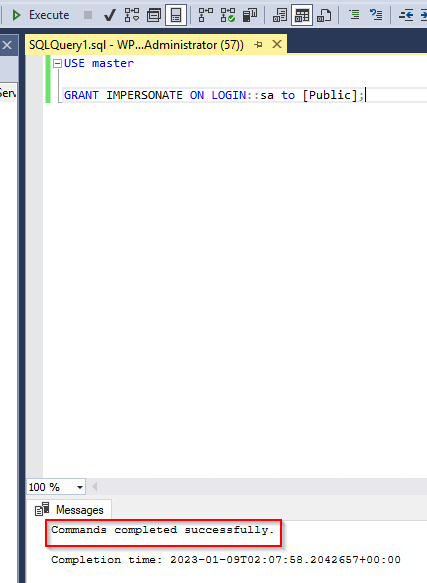 Execute
SQLQuery1.sql - WP...Administrator (57))
USE master
Serv
GRANT IMPERSONATE ON LOGIN::sa to [Public];
100 %
Messages
Commands completed successfully.
Completion time: 2023-01-09T02:07:58.2042657+00:00